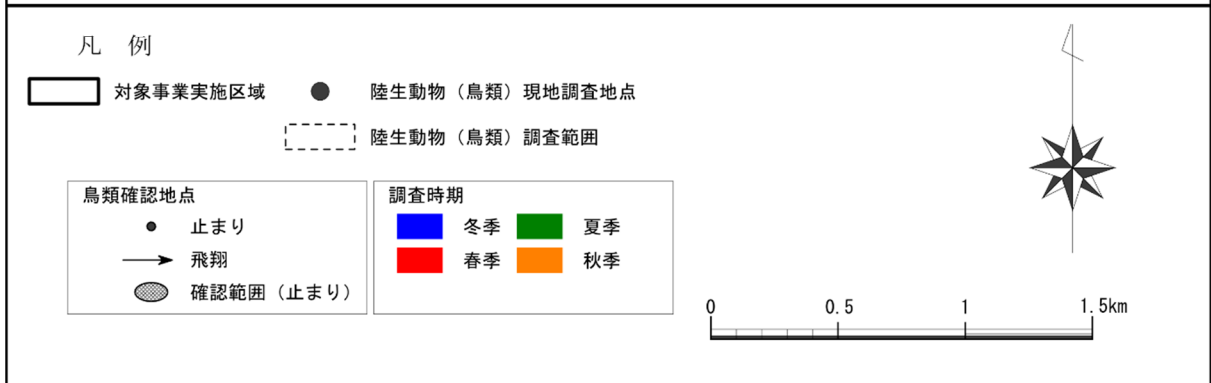 凡 例
対象事業実施区域
陸生動物（鳥類）現地調査地点
陸生動物（鳥類）調査範囲
鳥類確認地点
止まり
飛翔
確認範囲（止まり）
調査時期
冬季 夏季
春季 秋季
0 0.5 1 1.5km